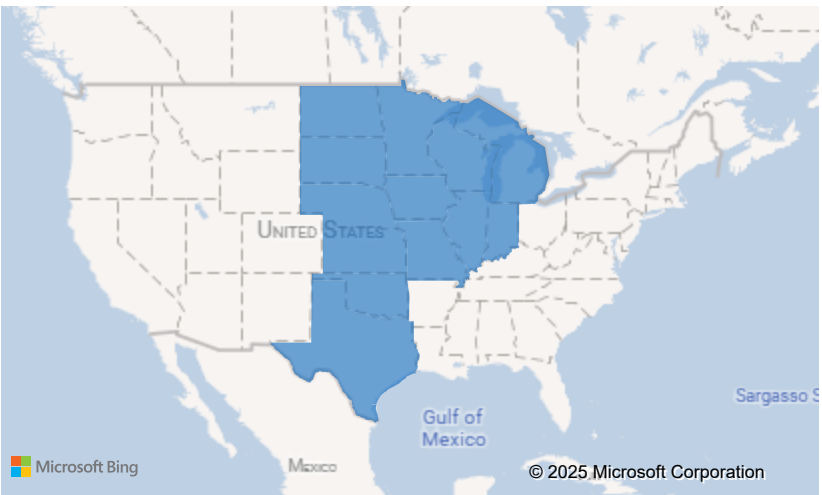 UNITED STATES
Gulf of
Mexico
Sargasso S
MEXICO
Microsoft Bing
© 2025 Microsoft Corporation